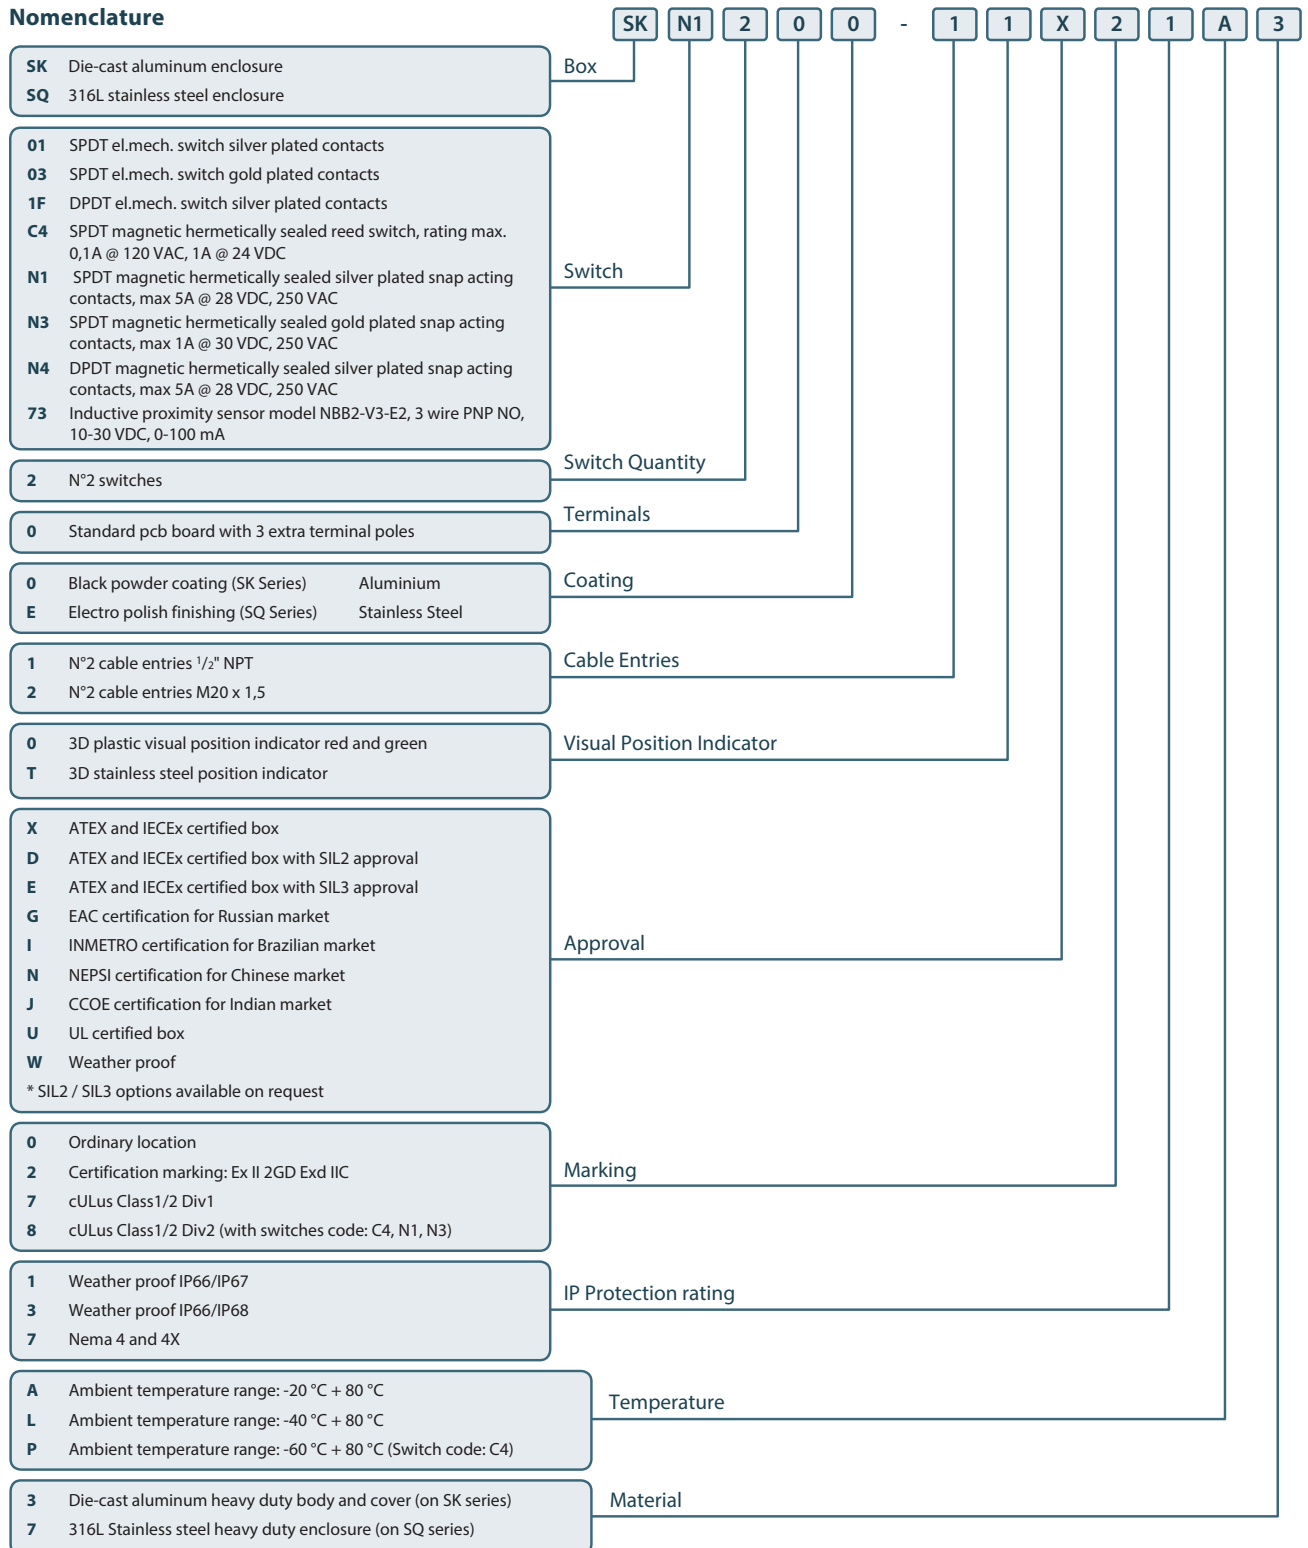 Nomenclature
SK N1 2 0 0 - 1 1 X 2 1 A 3
SK Die-cast aluminum enclosure
SQ 316L stainless steel enclosure
Box
01 SPDT el.mech. switch silver plated contacts
03 SPDT el.mech. switch gold plated contacts
1F DPDT el.mech. switch silver plated contacts
C4 SPDT magnetic hermetically sealed reed switch, rating max.
0,1A @ 120 VAC, 1A @ 24 VDC
N1 SPDT magnetic hermetically sealed silver plated snap acting
contacts, max 5A @ 28 VDC, 250 VAC
N3 SPDT magnetic hermetically sealed gold plated snap acting
contacts, max 1A @ 30 VDC, 250 VAC
N4 DPDT magnetic hermetically sealed silver plated snap acting
contacts, max 5A @ 28 VDC, 250 VAC
73 Inductive proximity sensor model NBB2-V3-E2, 3 wire PNP NO,
10-30 VDC, 0-100 mA
Switch
2 N°2 switches
Switch Quantity
0 Standard pcb board with 3 extra terminal poles
Terminals
0 Black powder coating (SK Series) Aluminium
E Electro polish finishing (SQ Series) Stainless Steel
Coating
1 N°2 cable entries 1/2" NPT
2 N°2 cable entries M20 x 1,5
Cable Entries
0 3D plastic visual position indicator red and green
T 3D stainless steel position indicator
Visual Position Indicator
X ATEX and IECEx certified box
D ATEX and IECEx certified box with SIL2 approval
E ATEX and IECEx certified box with SIL3 approval
G EAC certification for Russian market
I INMETRO certification for Brazilian market
N NEPSI certification for Chinese market
J CCOE certification for Indian market
U UL certified box
W Weather proof
* SIL2 / SIL3 options available on request
Approval
0 Ordinary location
2 Certification marking: Ex II 2GD Exd IIC
7 cULus Class1/2 Div1
8 cULus Class1/2 Div2 (with switches code: C4, N1, N3)
Marking
1 Weather proof IP66/IP67
3 Weather proof IP66/IP68
7 Nema 4 and 4X
IP Protection rating
A Ambient temperature range: -20 °C + 80 °C
L Ambient temperature range: -40 °C + 80 °C
P Ambient temperature range: -60 °C + 80 °C (Switch code: C4)
Temperature
3 Die-cast aluminum heavy duty body and cover (on SK series)
7 316L Stainless steel heavy duty enclosure (on SQ series)
Material